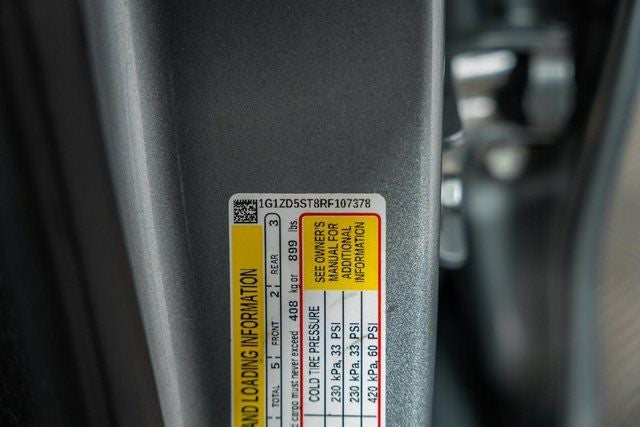 1G1ZD5ST8RF107378
AND LOADING INFORMATION
TOTAL 5 FRONT 2 REAR 3
cargo must never exceed 408 kg or 899 lbs.
COLD TIRE PRESSURE
SEE OWNER'S
MANUAL FOR
ADDITIONAL
INFORMATION
230 kPa, 33 PSI
230 kPa, 33 PSI
420 kPa, 60 PSI